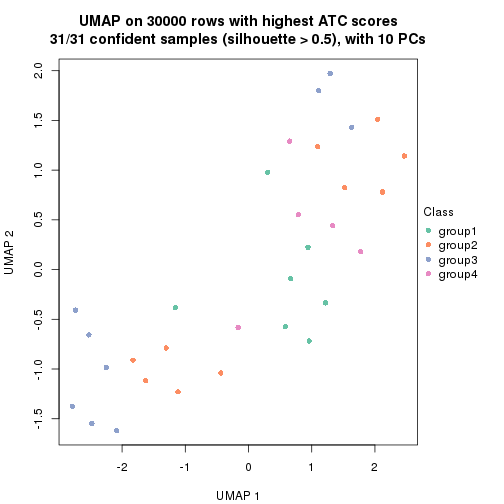 UMAP on 30000 rows with highest ATC scores
31/31 confident samples (silhouette > 0.5), with 10 PCs
2.0
1.5
1.0
0.5
0.0
-0.5
-1.0
-1.5
UMAP 2
-2
-1
0
1
2
UMAP 1
Class
group1
group2
group3
group4